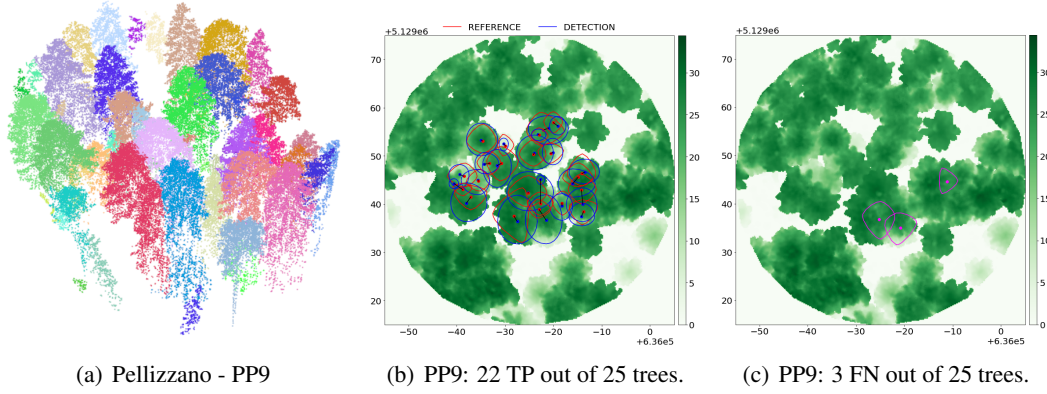 REFERENCE DETECTION
+5.129e6 +5.129e6
70 30 70 30
60 25 60 25
50 20 50 20
15 15
40 40
10 10
30 30
5 5
20 20
0 0
−50 −40 −30 −20 −10 0 −50 −40 −30 −20 −10 0
+6.36e5 +6.36e5
(a) Pellizzano - PP9 (b) PP9: 22 TP out of 25 trees. (c) PP9: 3 FN out of 25 trees.